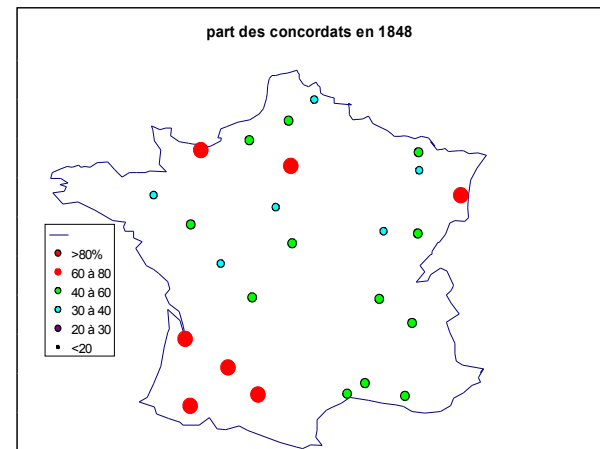 part des concordats en 1848
>80%
60 à 80
40 à 60
30 à 40
20 à 30
<20